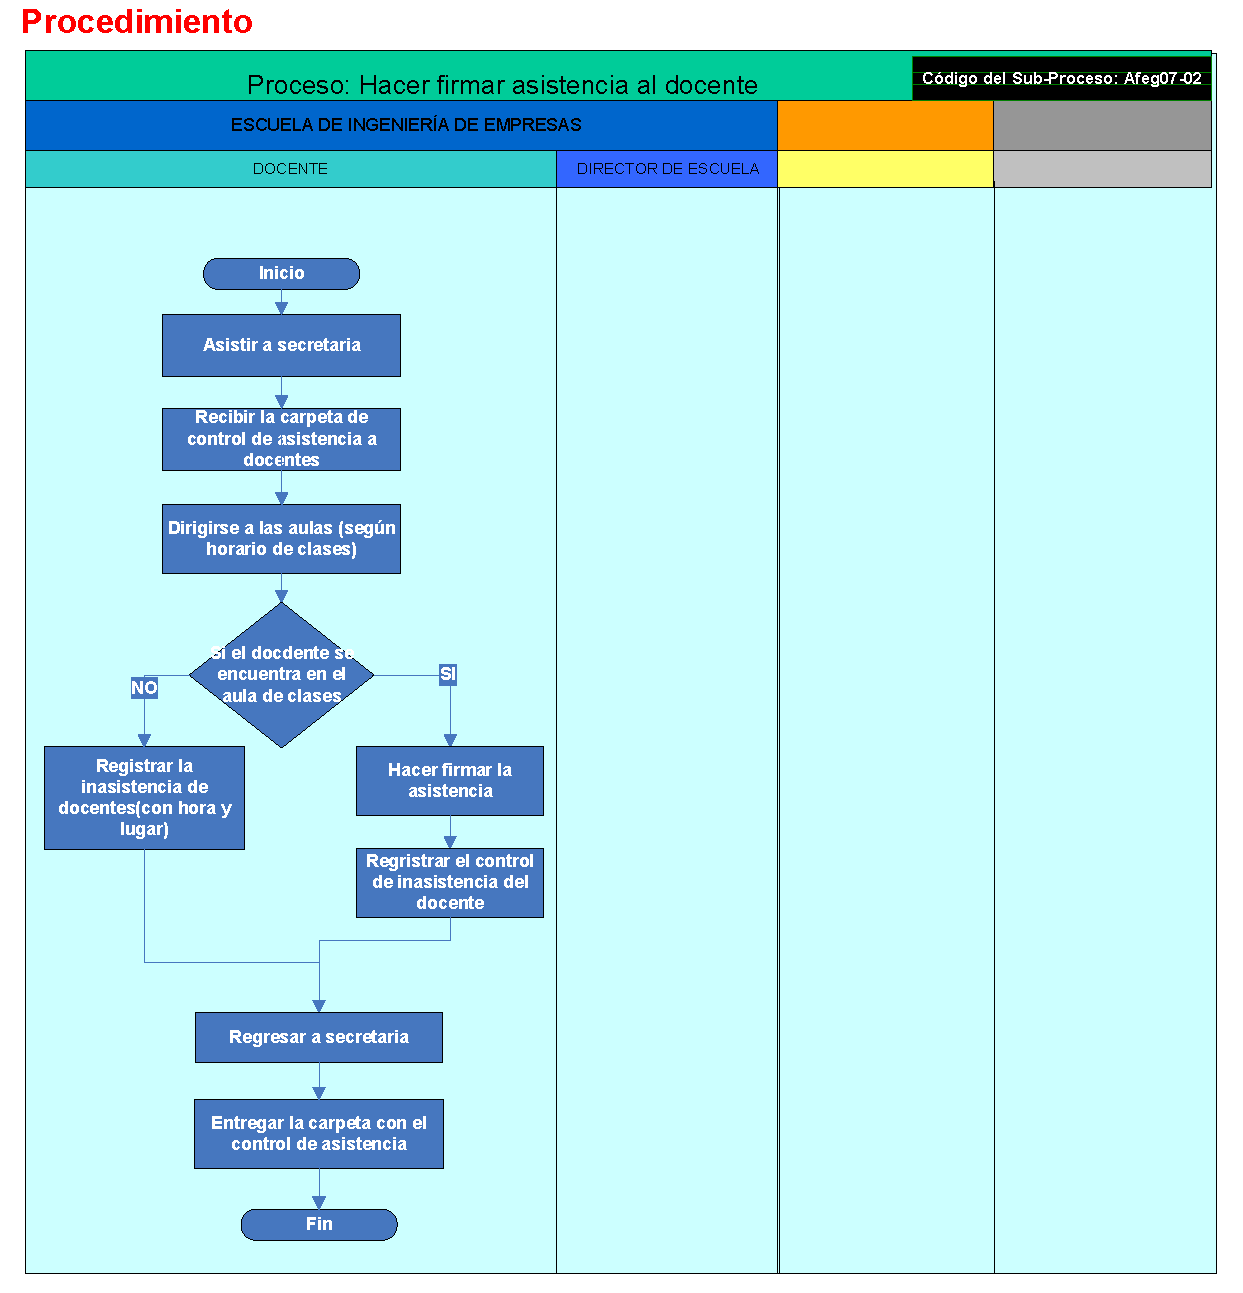 Procedimiento
Proceso: Hacer firmar asistencia al docente
Código del Sub-Proceso: Afeg07-02
ESCUELA DE INGENIERÍA DE EMPRESAS
DOCENTE
DIRECTOR DE ESCUELA
Inicio
Asistir a secretaria
Recibir la carpeta de
control de asistencia a
docentes
Dirigirse a las aulas (según
horario de clases)
Si el docdente se
encuentra en el
aula de clases
NO
SI
Registrar la
inasistencia de
docentes(con hora y
lugar)
Hacer firmar la
asistencia
Regristrar el control
de inasistencia del
docente
Regresar a secretaria
Entregar la carpeta con el
control de asistencia
Fin